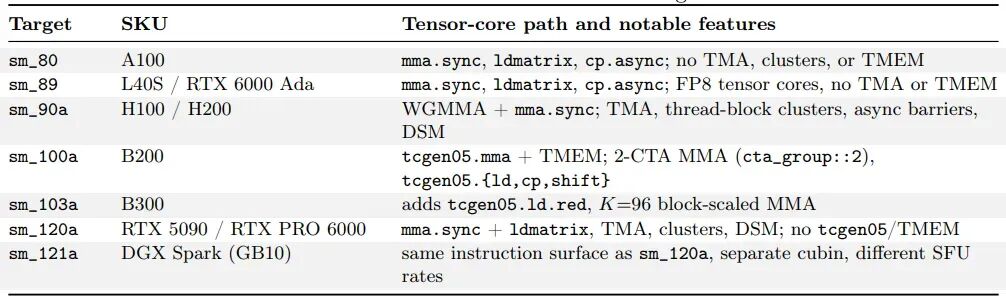 Target SKU Tensor-core path and notable features
sm_80 A100 mma.sync, ldmatrix, cp.async; no TMA, clusters, or TMEM
sm_89 L40S / RTX 6000 Ada mma.sync, ldmatrix, cp.async; FP8 tensor cores, no TMA or TMEM
sm_90a H100 / H200 WGMMA + mma.sync; TMA, thread-block clusters, async barriers,
DSM
sm_100a B200 tcgen05.mma + TMEM; 2-CTA MMA (cta_group::2),
tcgen05.{ld,cp,shift}
sm_103a B300 adds tcgen05.ld.red, K=96 block-scaled MMA
sm_120a RTX 5090 / RTX PRO 6000 mma.sync + ldmatrix, TMA, clusters, DSM; no tcgen05/TMEM
sm_121a DGX Spark (GB10) same instruction surface as sm_120a, separate cubin, different SFU
rates